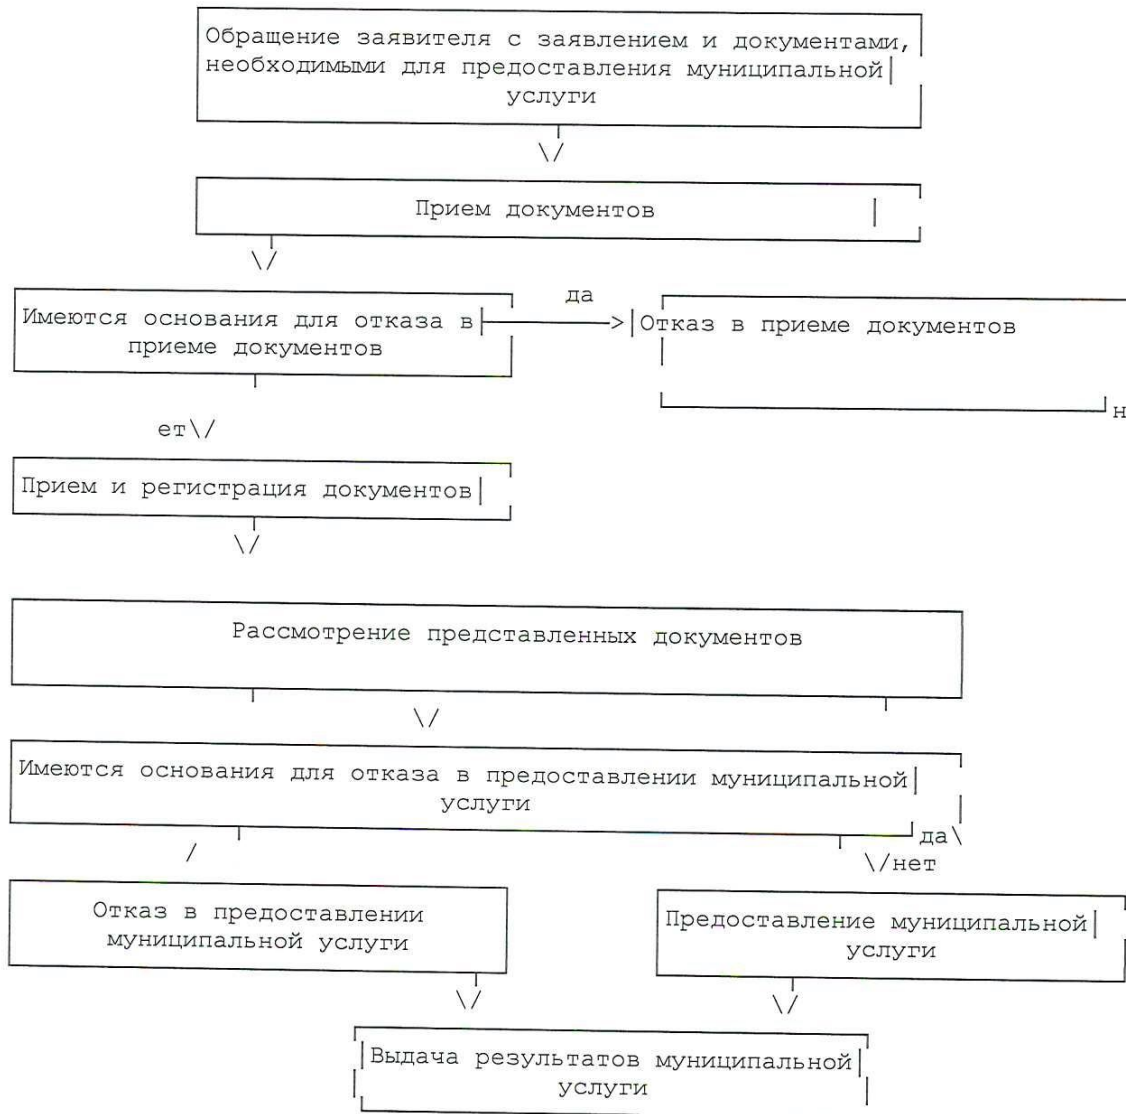 Обращение заявителя с заявлением и документами,
необходимыми для предоставления муниципальной
услуги
\/
Прием документов
\/
да
Имеются основания для отказа в
приеме документов
>
Отказ в приеме документов
н
ет\/
Прием и регистрация документов
\/
Рассмотрение представленных документов
\/
Имеются основания для отказа в предоставлении муниципальной
услуги
да\
/
\/нет
Отказ в предоставлении
муниципальной услуги
Предоставление муниципальной
услуги
\/
\/
Выдача результатов муниципальной
услуги